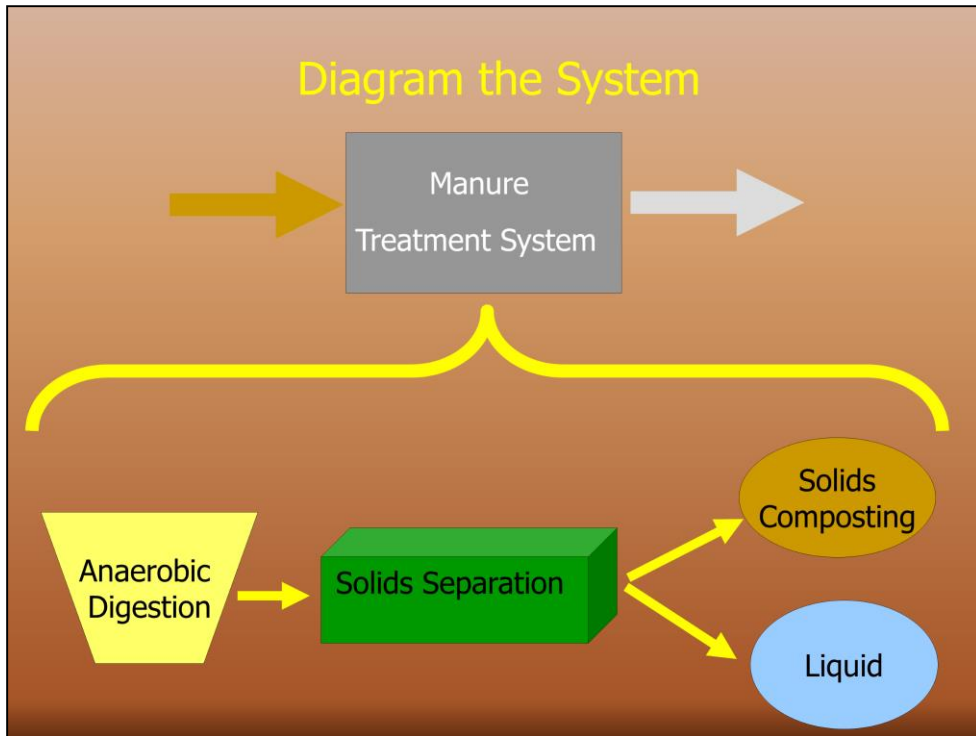 Diagram the System
Manure
Treatment System
Solids
Composting
Anaerobic
Digestion
Solids Separation
Liquid